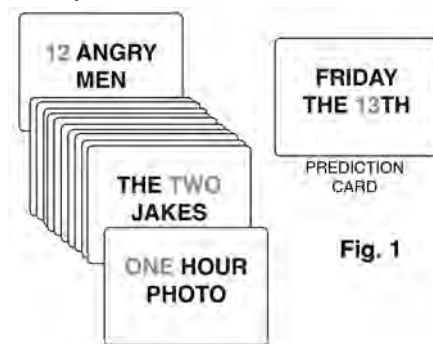 12 ANGRY
MEN
THE TWO
JAKES
ONE HOUR
PHOTO
FRIDAY
THE 13TH
PREDICTION
CARD
Fig. 1